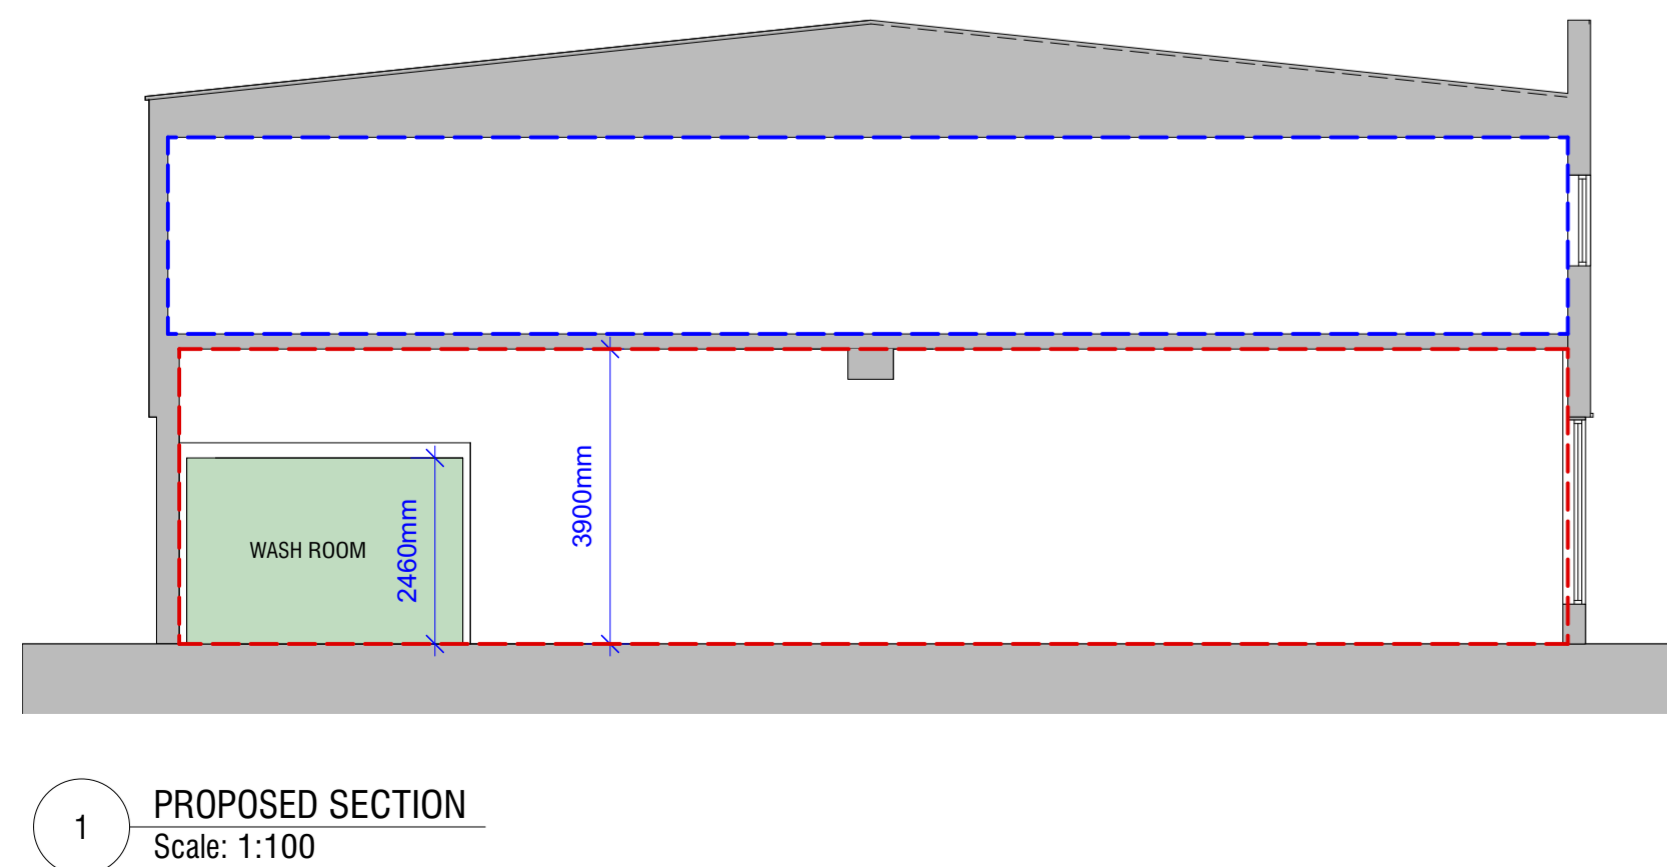 3900mm
2460mm
WASH ROOM
1
PROPOSED SECTION
Scale: 1:100